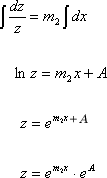 ∫ dz/z = m₂ ∫ dx
ln z = m₂x + A
z = e^{m₂x+A}
z = e^{m₂x} · e^{A}